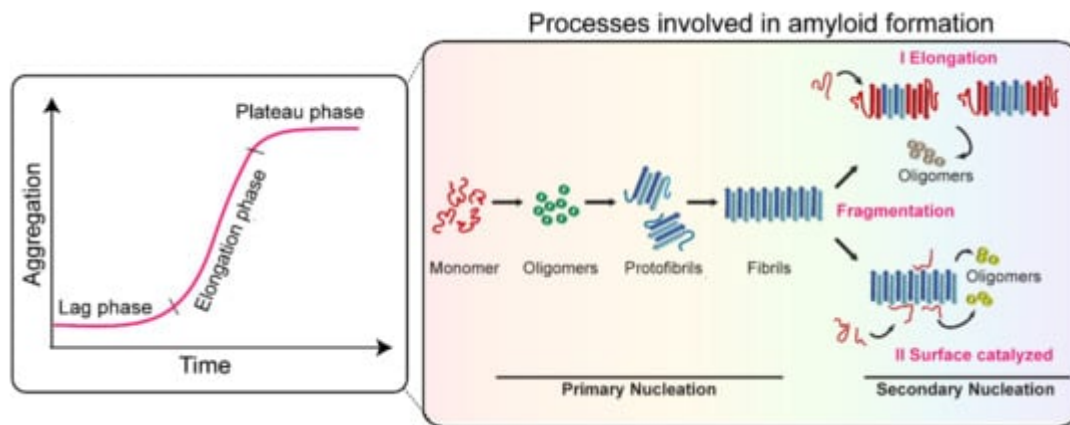 Processes involved in amyloid formation
Plateau phase
Elongation phase
Lag phase
Aggregation
Time
I Elongation
Oligomers
Fragmentation
Monomer
Oligomers
Protofibrils
Fibrils
Oligomers
II Surface catalyzed
Primary Nucleation
Secondary Nucleation